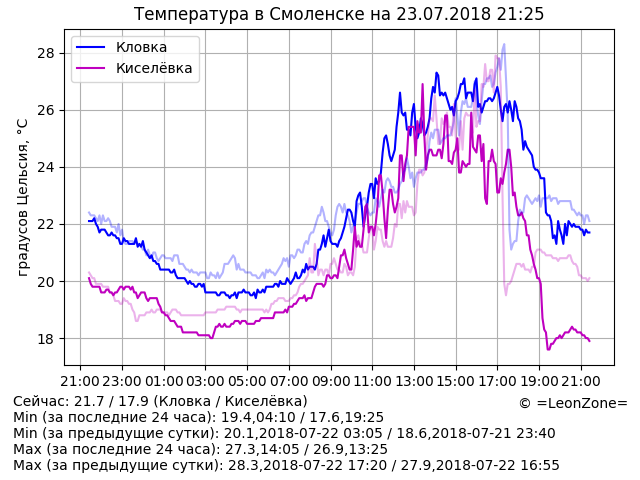 Температура в Смоленске на 23.07.2018 21:25
Кловка
Киселёвка
градусов Цельсия, °C
28
26
24
22
20
18
21:00 23:00 01:00 03:00 05:00 07:00 09:00 11:00 13:00 15:00 17:00 19:00 21:00
Сейчас: 21.7 / 17.9 (Кловка / Киселёвка)
© =LeonZone=
Min (за последние 24 часа): 19.4,04:10 / 17.6,19:25
Min (за предыдущие сутки): 20.1,2018-07-22 03:05 / 18.6,2018-07-21 23:40
Max (за последние 24 часа): 27.3,14:05 / 26.9,13:25
Max (за предыдущие сутки): 28.3,2018-07-22 17:20 / 27.9,2018-07-22 16:55